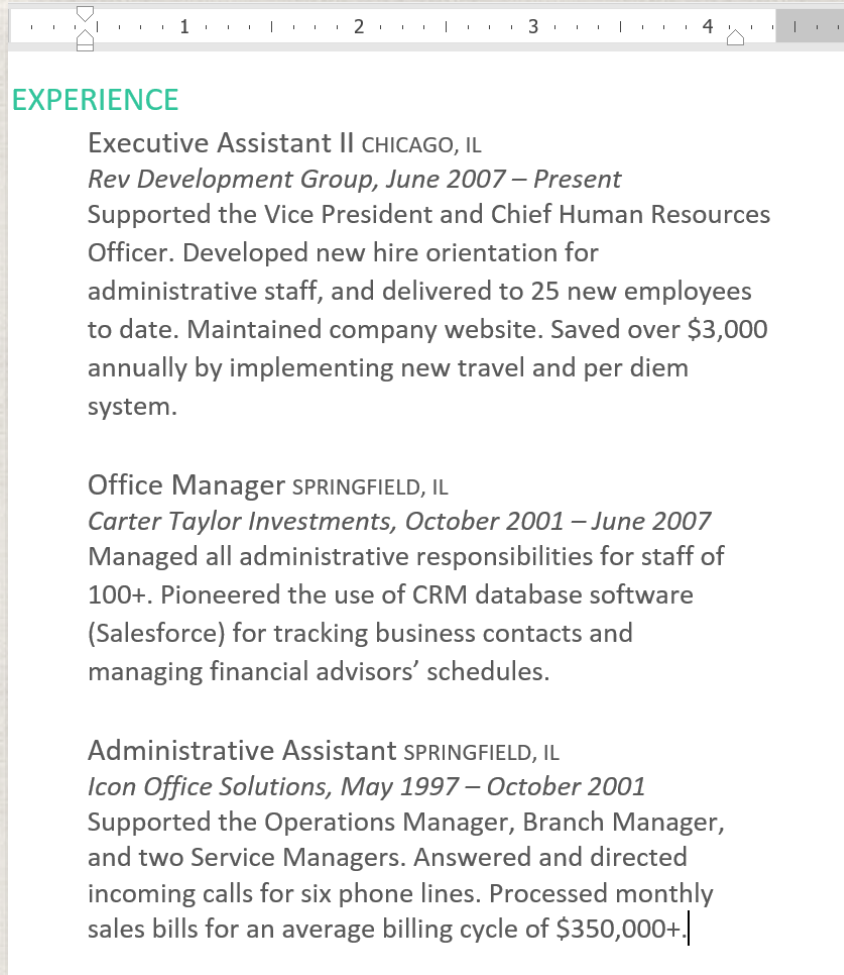 1 2 3 4
EXPERIENCE
Executive Assistant II CHICAGO, IL
Rev Development Group, June 2007 – Present
Supported the Vice President and Chief Human Resources
Officer. Developed new hire orientation for
administrative staff, and delivered to 25 new employees
to date. Maintained company website. Saved over $3,000
annually by implementing new travel and per diem
system.
Office Manager SPRINGFIELD, IL
Carter Taylor Investments, October 2001 – June 2007
Managed all administrative responsibilities for staff of
100+. Pioneered the use of CRM database software
(Salesforce) for tracking business contacts and
managing financial advisors’ schedules.
Administrative Assistant SPRINGFIELD, IL
Icon Office Solutions, May 1997 – October 2001
Supported the Operations Manager, Branch Manager,
and two Service Managers. Answered and directed
incoming calls for six phone lines. Processed monthly
sales bills for an average billing cycle of $350,000+.